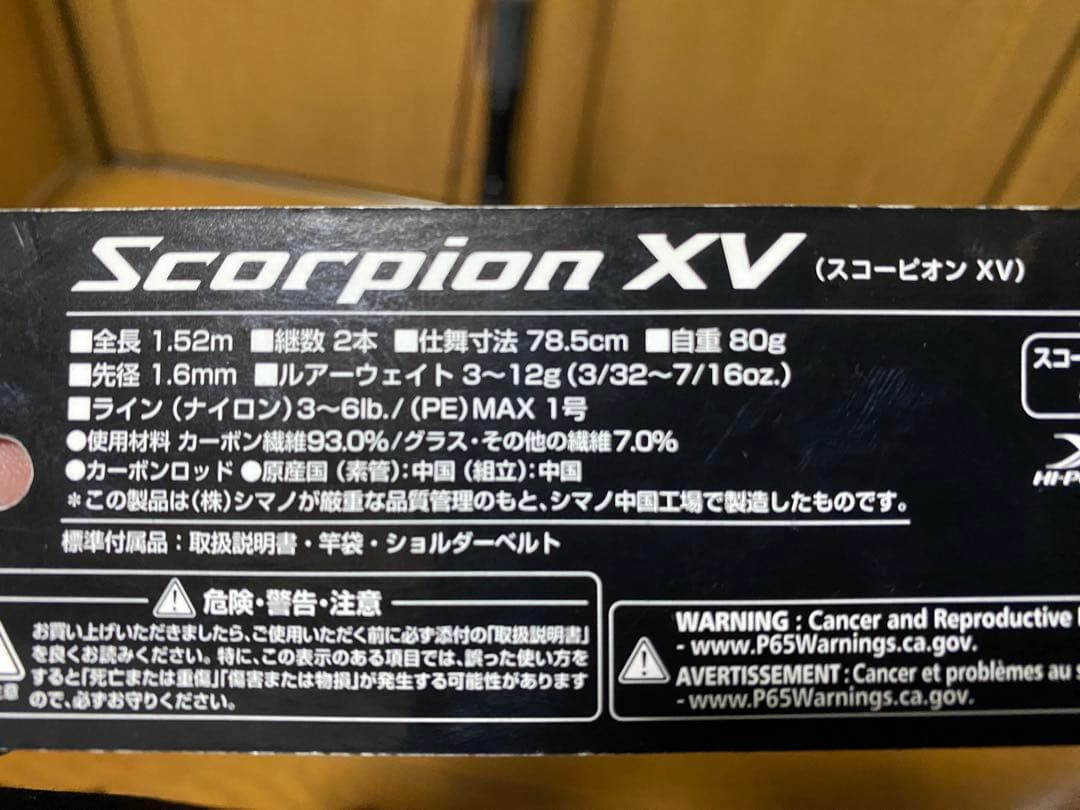 Scorpion XV (スコーピオン XV)
■全長 1.52m ■継数 2本 ■仕舞寸法 78.5cm ■自重 80g
■先径 1.6mm ■ルアーウェイト 3～12g (3/32～7/16oz.)
■ライン (ナイロン) 3～6lb./(PE) MAX 1号
●使用材料 カーボン繊維93.0%/グラス・その他の繊維7.0%
●カーボンロッド ●原産国 (素管):中国 (組立):中国
＊この製品は(株)シマノが厳重な品質管理のもと、シマノ中国工場で製造したものです。
標準付属品：取扱説明書・竿袋・ショルダーベルト
スコー
HI-P
危険・警告・注意
お買い上げいただきましたら、ご使用いただく前に必ず添付の「取扱説明書」
を良くお読みください。特に、この表示のある項目では、誤った使い方を
すると「死亡または重傷」「傷害または物損」が発生する可能性があります
ので、必ずお守りください。
WARNING : Cancer and Reproductive
- www.P65Warnings.ca.gov.
AVERTISSEMENT : Cancer et problèmes au
- www.P65Warnings.ca.gov.